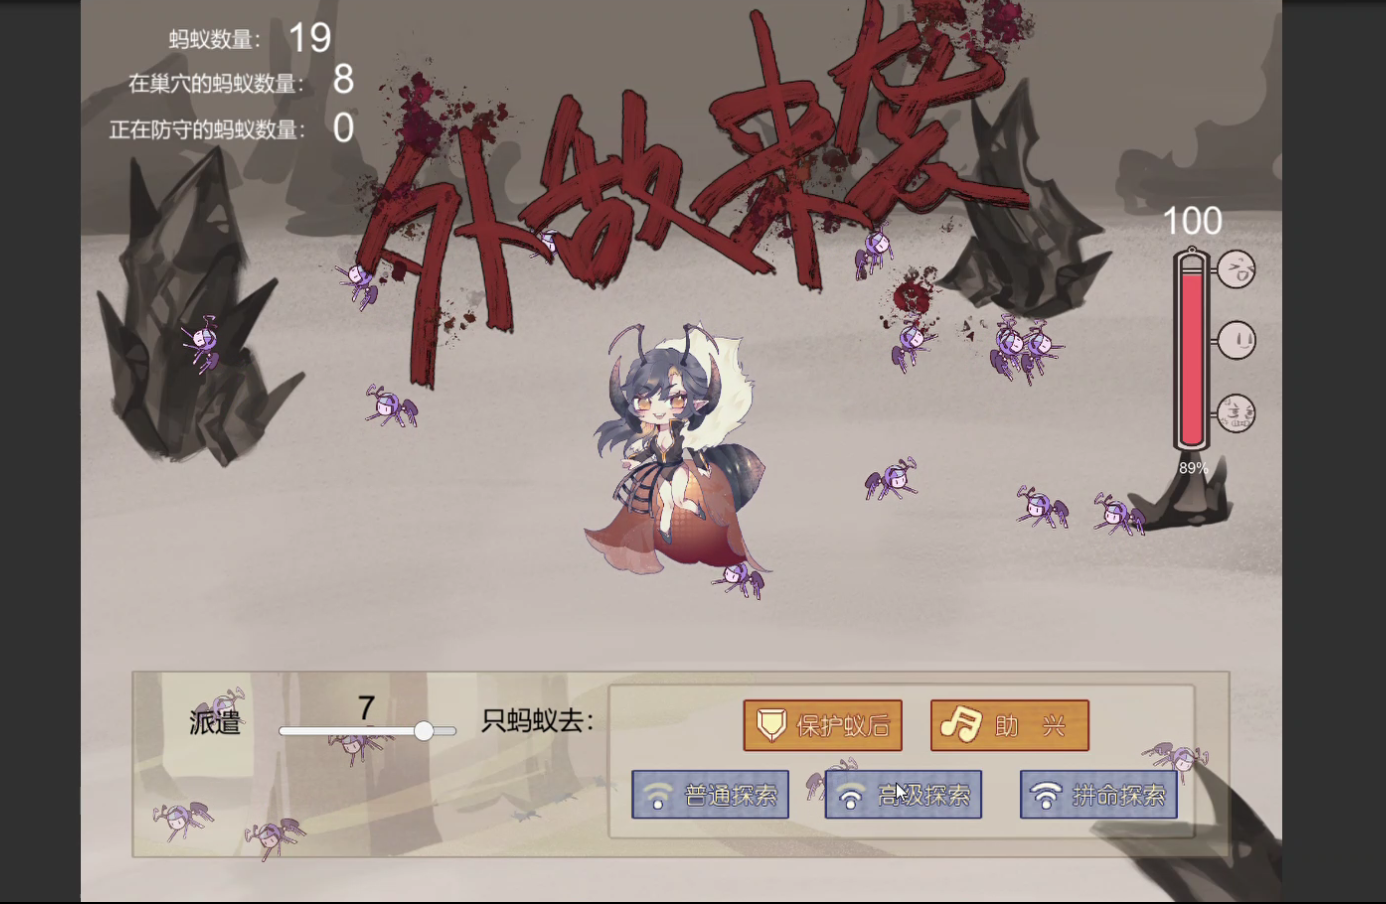 蚂蚁数量： 19
在巢穴的蚂蚁数量： 8
正在防守的蚂蚁数量： 0
外敌来袭
100
89%
派遣 7 只蚂蚁去：
保护蚁后 助 兴
普通探索 高级探索 拼命探索